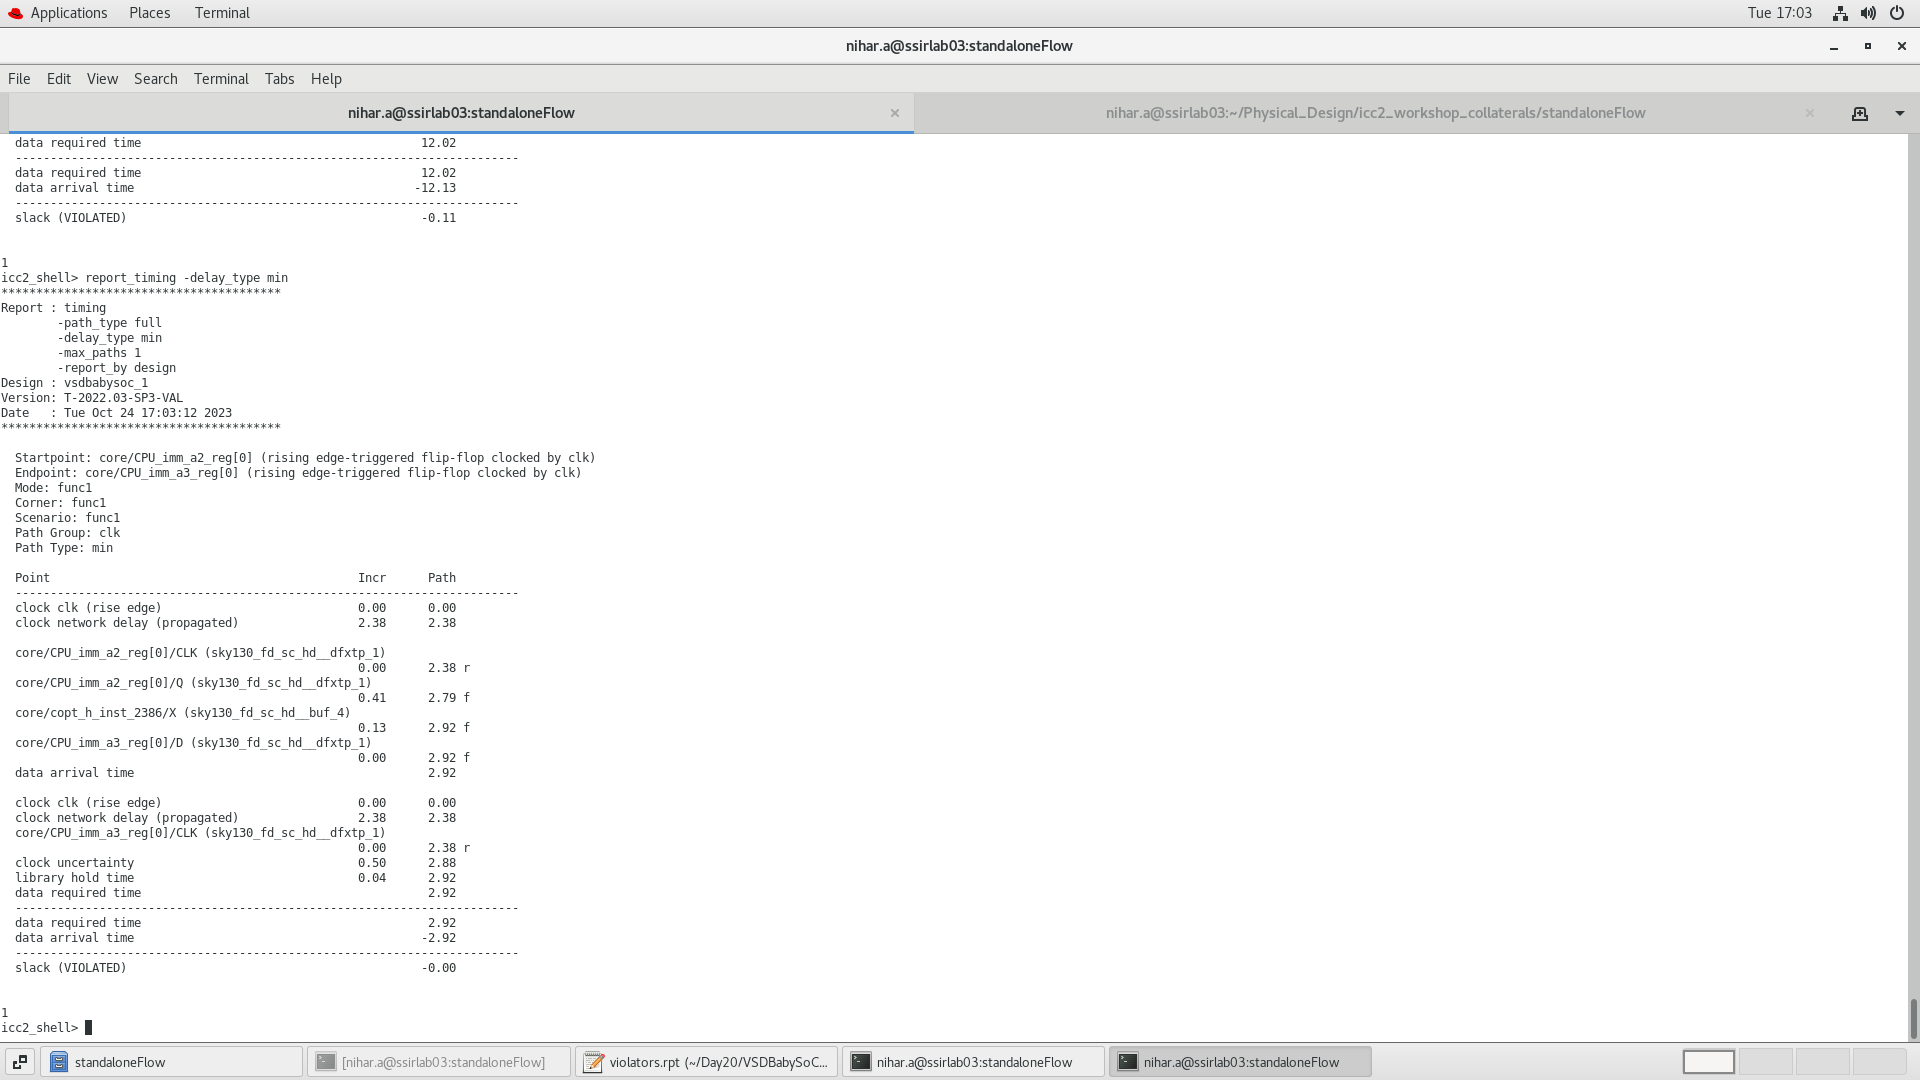 Applications Places Terminal Tue 17:03
nihar.a@ssirlab03:standaloneFlow
File Edit View Search Terminal Tabs Help
nihar.a@ssirlab03:standaloneFlow × nihar.a@ssirlab03:~/Physical_Design/icc2_workshop_collaterals/standaloneFlow ×
data required time 12.02
------------------------------------------------------------------------
data required time 12.02
data arrival time -12.13
------------------------------------------------------------------------
slack (VIOLATED) -0.11
1
icc2_shell> report_timing -delay_type min
****************************************
Report : timing
-path_type full
-delay_type min
-max_paths 1
-report_by design
Design : vsdbabysoc_1
Version: T-2022.03-SP3-VAL
Date : Tue Oct 24 17:03:12 2023
****************************************
Startpoint: core/CPU_imm_a2_reg[0] (rising edge-triggered flip-flop clocked by clk)
Endpoint: core/CPU_imm_a3_reg[0] (rising edge-triggered flip-flop clocked by clk)
Mode: func1
Corner: func1
Scenario: func1
Path Group: clk
Path Type: min
Point Incr Path
------------------------------------------------------------------------
clock clk (rise edge) 0.00 0.00
clock network delay (propagated) 2.38 2.38
core/CPU_imm_a2_reg[0]/CLK (sky130_fd_sc_hd__dfxtp_1)
0.00 2.38 r
core/CPU_imm_a2_reg[0]/Q (sky130_fd_sc_hd__dfxtp_1)
0.41 2.79 f
core/copt_h_inst_2386/X (sky130_fd_sc_hd__buf_4)
0.13 2.92 f
core/CPU_imm_a3_reg[0]/D (sky130_fd_sc_hd__dfxtp_1)
0.00 2.92 f
data arrival time 2.92
clock clk (rise edge) 0.00 0.00
clock network delay (propagated) 2.38 2.38
core/CPU_imm_a3_reg[0]/CLK (sky130_fd_sc_hd__dfxtp_1)
0.00 2.38 r
clock uncertainty 0.50 2.88
library hold time 0.04 2.92
data required time 2.92
------------------------------------------------------------------------
data required time 2.92
data arrival time -2.92
------------------------------------------------------------------------
slack (VIOLATED) -0.00
1
icc2_shell>
standaloneFlow [nihar.a@ssirlab03:standaloneFlow] violators.rpt (~/Day20/VSDBabySoC... nihar.a@ssirlab03:standaloneFlow nihar.a@ssirlab03:standaloneFlow